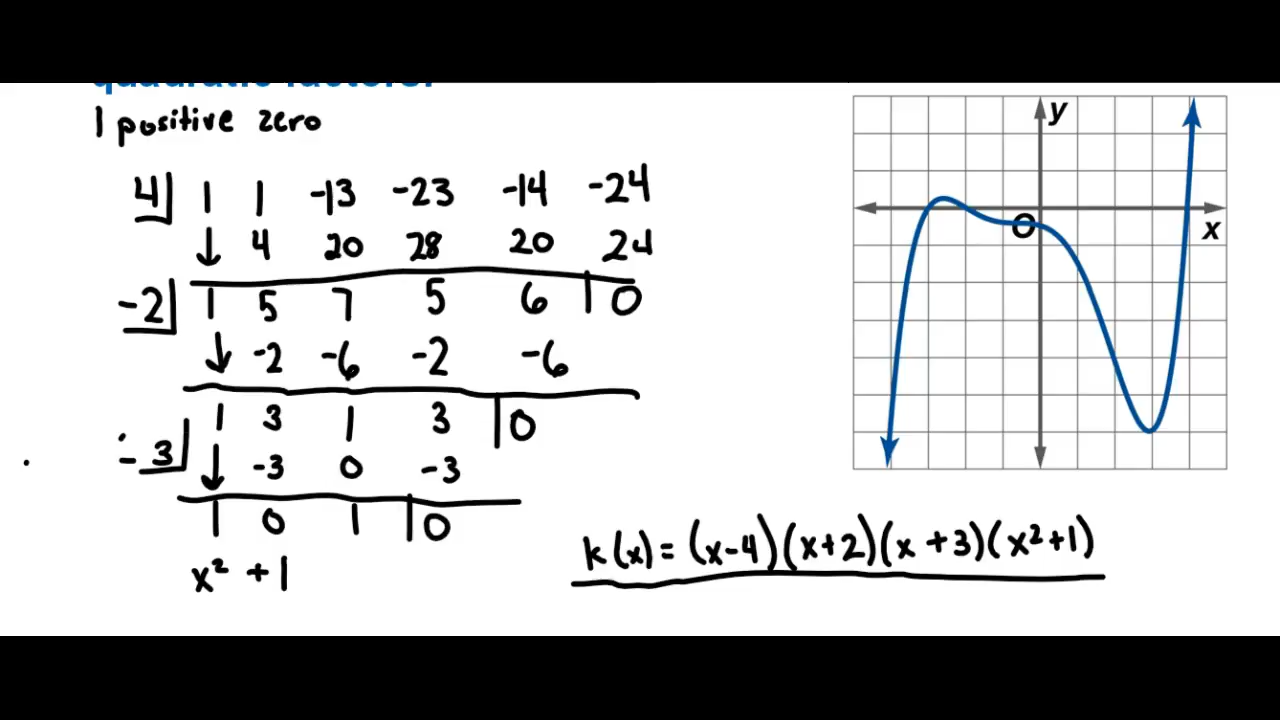 quadratic factors.
1 positive zero
4| 1 1 -13 -23 -14 -24
↓ 4 20 28 20 24
-2| 1 5 7 5 6 | 0
↓ -2 -6 -2 -6
1 3 1 3 | 0
-3| ↓ -3 0 -3
1 0 1 | 0
x² + 1
k(x) = (x-4)(x+2)(x+3)(x²+1)
y
O
x